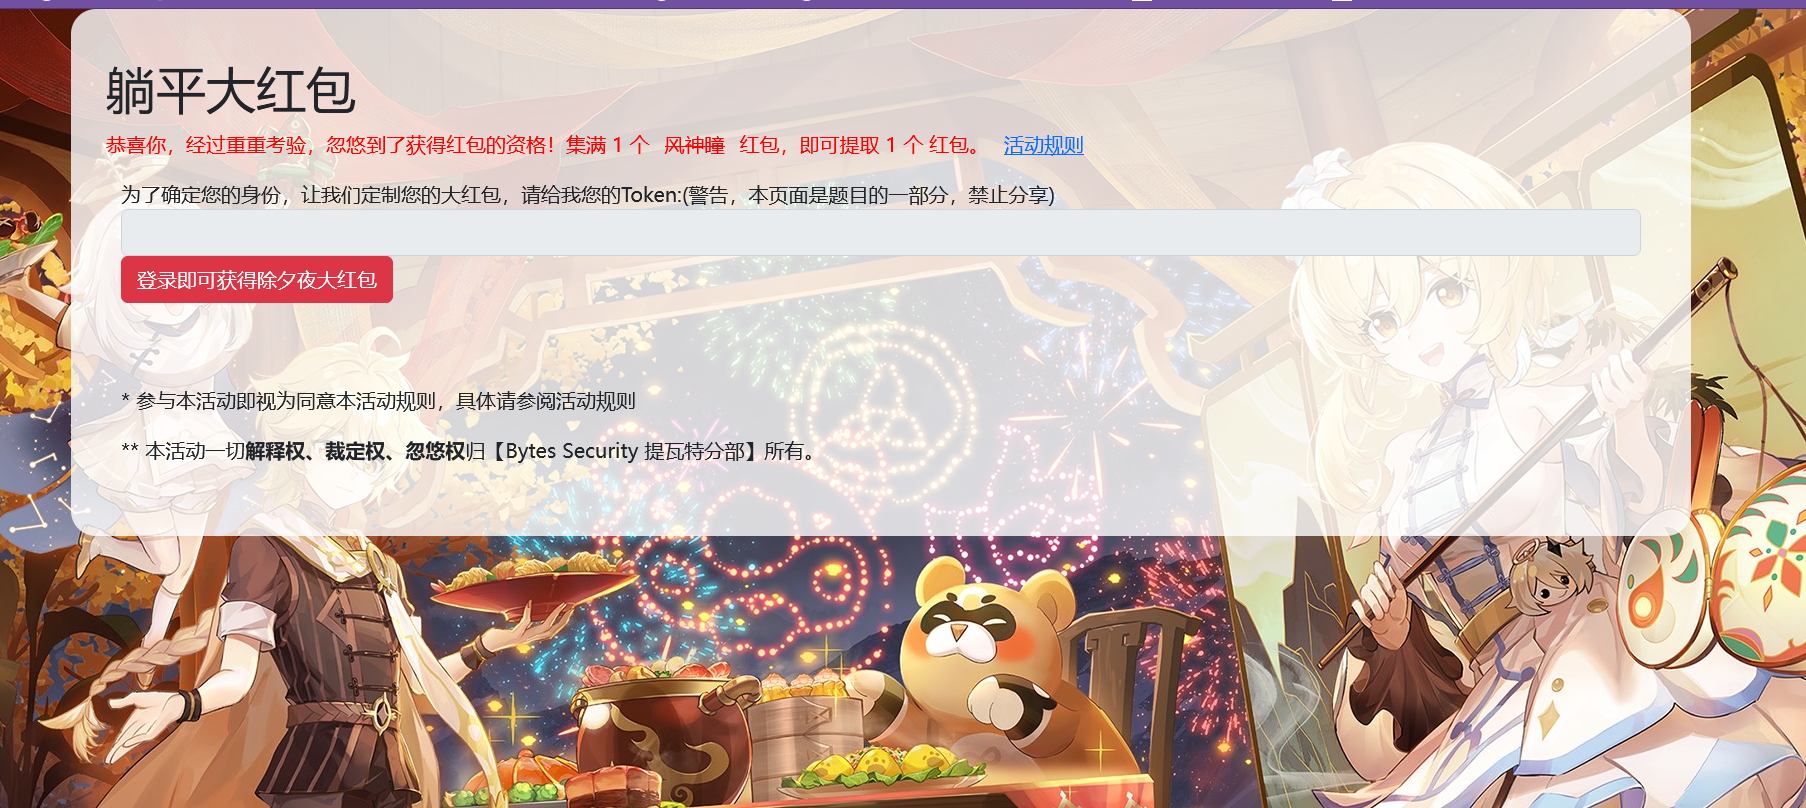 躺平大红包
恭喜你，经过重重考验，忽悠到了获得红包的资格！集满 1 个 风神瞳 红包，即可提取 1 个 红包。 活动规则
为了确定您的身份，让我们定制您的大红包，请给我您的Token:(警告，本页面是题目的一部分，禁止分享)
登录即可获得除夕夜大红包
* 参与本活动即视为同意本活动规则，具体请参阅活动规则
** 本活动一切解释权、裁定权、忽悠权归【Bytes Security 提瓦特分部】所有。